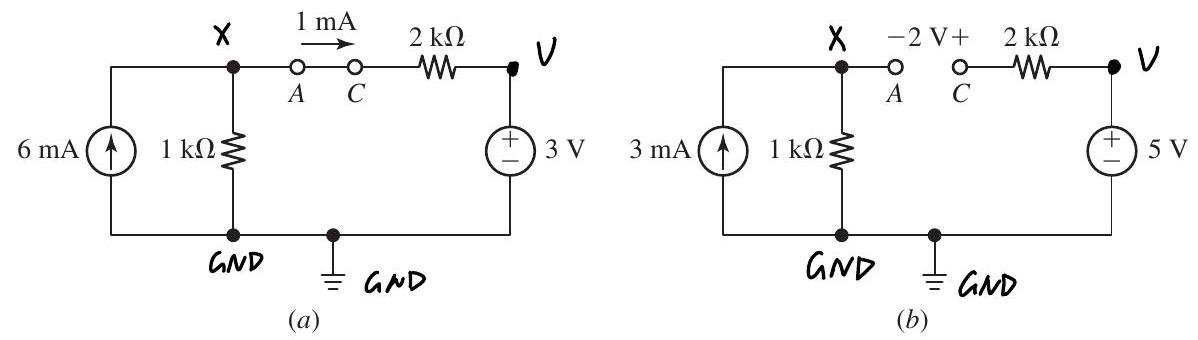 X 1 mA 2 kΩ V
A C
6 mA 1 kΩ + − 3 V
GND GND
(a)
X −2 V+ 2 kΩ V
A C
3 mA 1 kΩ + − 5 V
GND GND
(b)